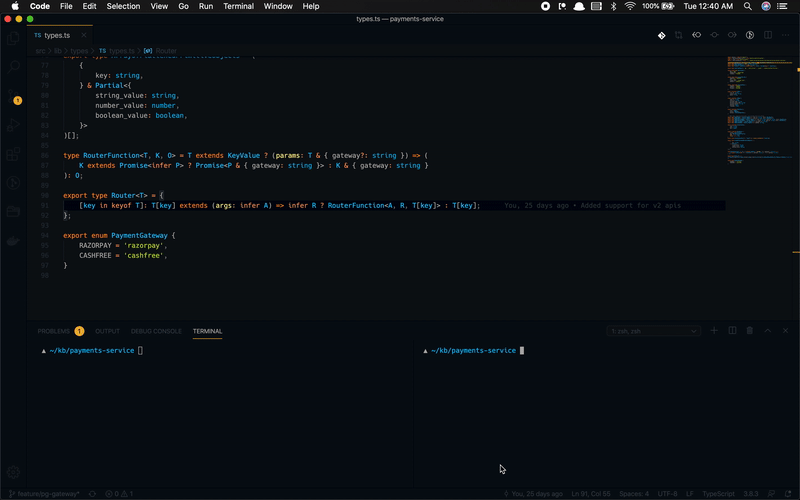 Code File Edit Selection View Go Run Terminal Window Help 100% Tue 12:40 AM
types.ts — payments-service
TS types.ts ×
src > lib > types > TS types.ts > Router
77 {
78 key: string,
79 } & Partial<{
80 string_value: string,
81 number_value: number,
82 boolean_value: boolean,
83 }>
84 )[];
85
86 type RouterFunction<T, K, O> = T extends KeyValue ? (params: T & { gateway?: string }) => (
87 K extends Promise<infer P> ? Promise<P & { gateway: string }> : K & { gateway: string }
88 ): O;
89
90 export type Router<T> = {
91 [key in keyof T]: T[key] extends (args: infer A) => infer R ? RouterFunction<A, R, T[key]> : T[key]; You, 25 days ago • Added support for v2 apis
92 };
93
94 export enum PaymentGateway {
95 RAZORPAY = 'razorpay',
96 CASHFREE = 'cashfree',
97 }
98
1
PROBLEMS 1 OUTPUT DEBUG CONSOLE TERMINAL 1: zsh, zsh
▲ ~/kb/payments-service
▲ ~/kb/payments-service
feature/pg-gateway* 0 1 You, 25 days ago Ln 91, Col 55 Spaces: 4 UTF-8 LF TypeScript 3.8.3